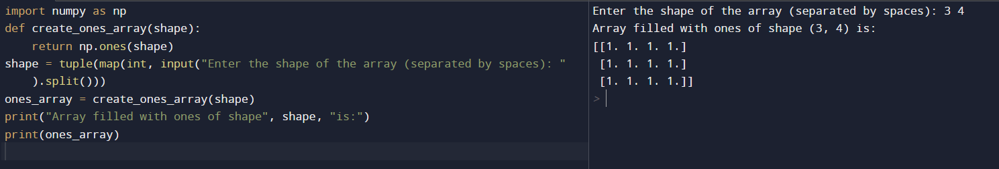 import numpy as np
def create_ones_array(shape):
    return np.ones(shape)
shape = tuple(map(int, input("Enter the shape of the array (separated by spaces): "
    ).split()))
ones_array = create_ones_array(shape)
print("Array filled with ones of shape", shape, "is:")
print(ones_array)
Enter the shape of the array (separated by spaces): 3 4
Array filled with ones of shape (3, 4) is:
[[1. 1. 1. 1.]
 [1. 1. 1. 1.]
 [1. 1. 1. 1.]]
>